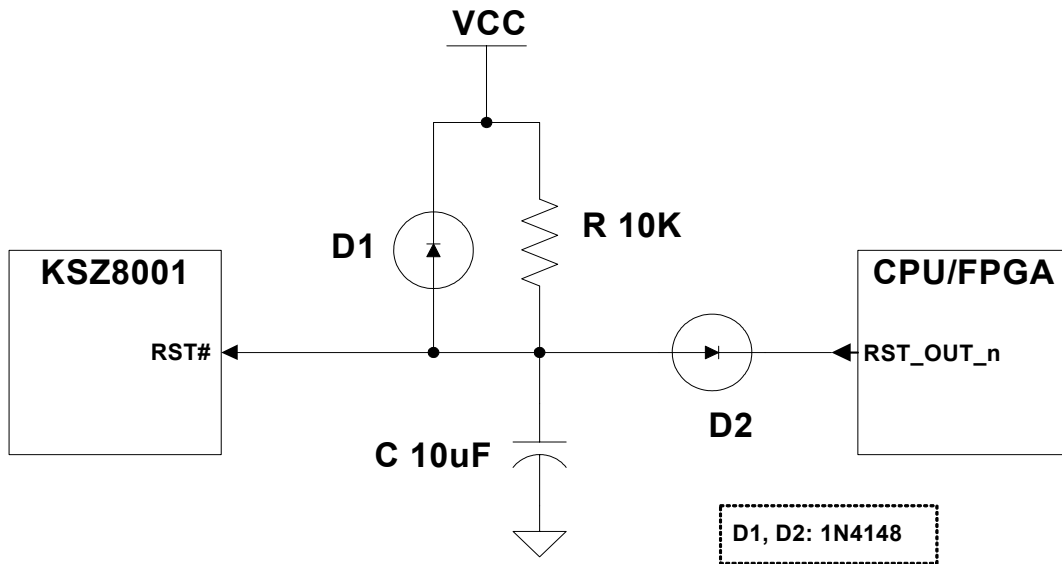 VCC
D1
R 10K
KSZ8001
CPU/FPGA
RST#
RST_OUT_n
D2
C 10uF
D1, D2: 1N4148